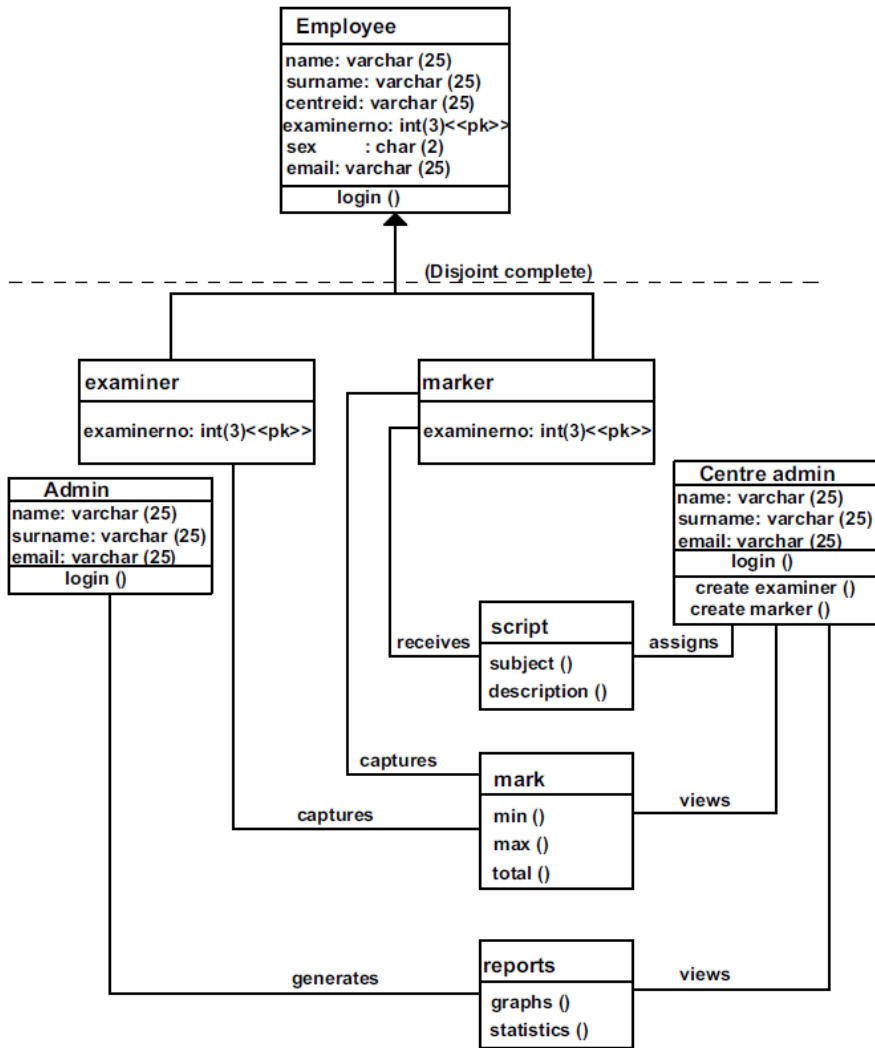 Employee
name: varchar (25)
surname: varchar (25)
centreid: varchar (25)
examinerno: int(3)<<pk>>
sex : char (2)
email: varchar (25)
login ()
(Disjoint complete)
examiner
examinerno: int(3)<<pk>>
marker
examinerno: int(3)<<pk>>
Admin
name: varchar (25)
surname: varchar (25)
email: varchar (25)
login ()
Centre admin
name: varchar (25)
surname: varchar (25)
email: varchar (25)
login ()
create examiner ()
create marker ()
receives
script
subject ()
description ()
assigns
captures
captures
mark
min ()
max ()
total ()
views
generates
reports
graphs ()
statistics ()
views